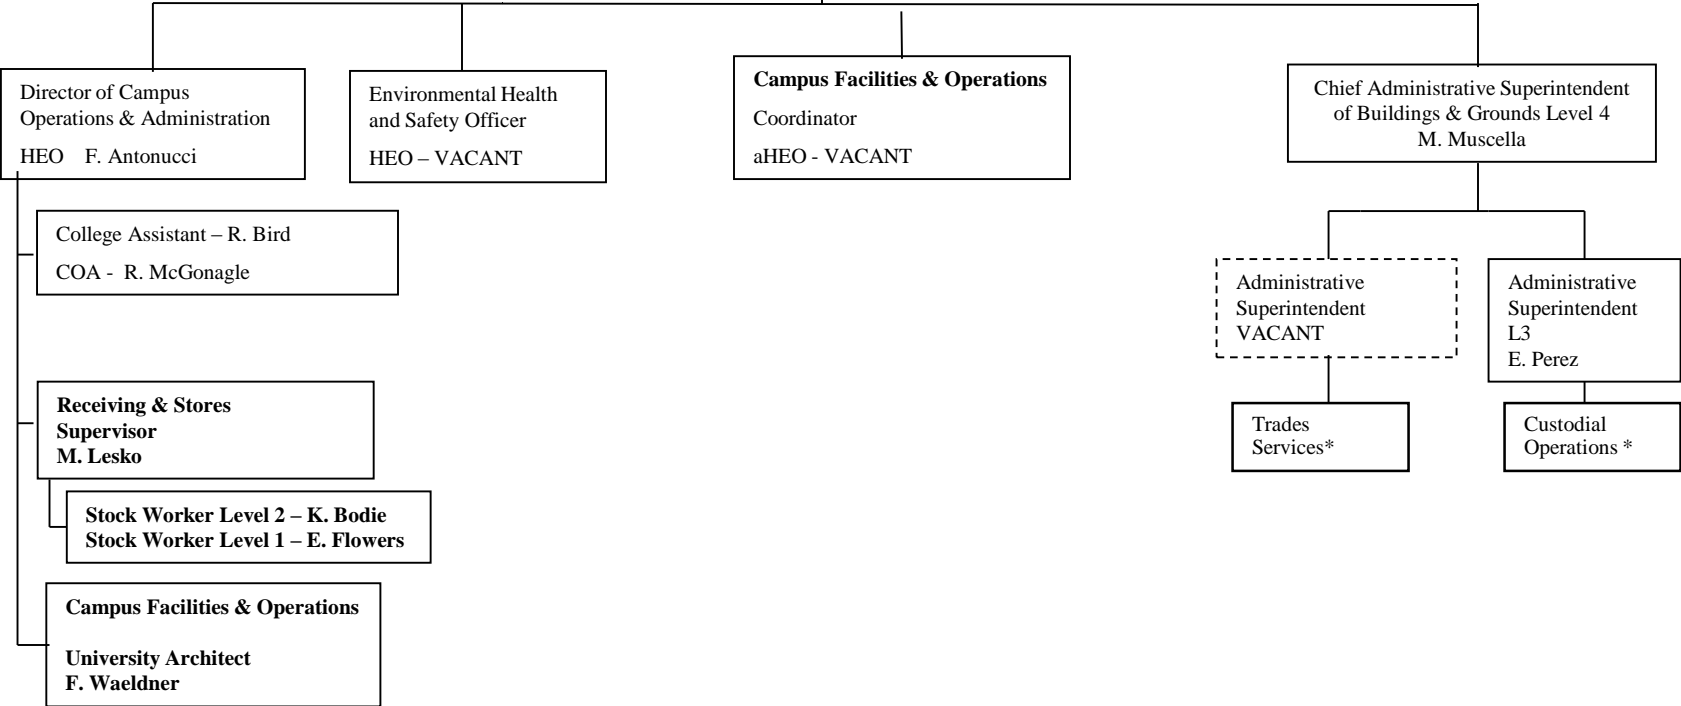 Director of Campus
Operations & Administration
HEO F. Antonucci
Environmental Health
and Safety Officer
HEO – VACANT
Campus Facilities & Operations
Coordinator
aHEO - VACANT
Chief Administrative Superintendent
of Buildings & Grounds Level 4
M. Muscella
College Assistant – R. Bird
COA - R. McGonagle
Administrative
Superintendent
VACANT
Administrative
Superintendent
L3
E. Perez
Receiving & Stores
Supervisor
M. Lesko
Trades
Services*
Custodial
Operations *
Stock Worker Level 2 – K. Bodie
Stock Worker Level 1 – E. Flowers
Campus Facilities & Operations
University Architect
F. Waeldner